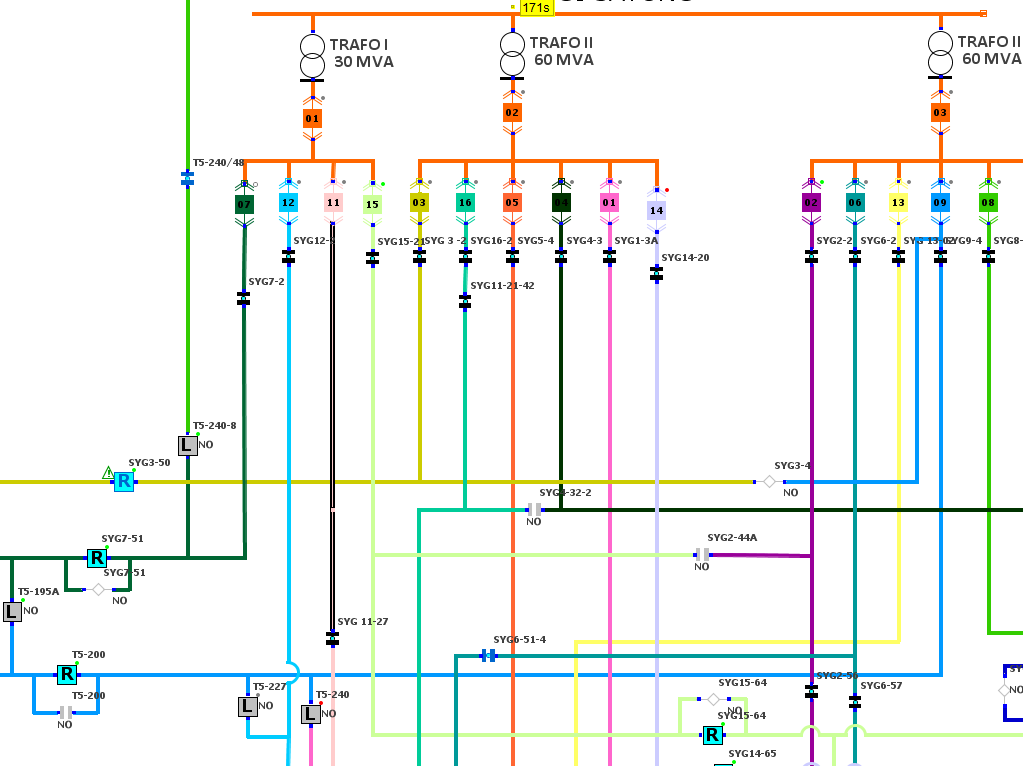 171s
TRAFO I
30 MVA
TRAFO II
60 MVA
TRAFO II
60 MVA
01
02
03
T5-240/48
07
12
11
15
03
16
05
04
01
14
02
06
13
09
08
SYG12-
SYG15-21
SYG 3 -2
SYG16-2
SYG5-4
SYG4-3
SYG1-3A
SYG2-2
SYG6-2
SYG9-4
SYG8-
SYG14-20
SYG7-2
SYG11-21-42
T5-240-8
L
NO
SYG3-50
R
SYG3-4
NO
SYG4-32-2
NO
SYG7-51
R
SYG2-44A
NO
SYG7-51
NO
T5-195A
L
NO
SYG 11-27
SYG6-51-4
T5-200
R
T5-200
NO
T5-227
L
NO
T5-240
L
NO
SYG15-64
NO
SYG15-64
R
SYG2-56
SYG6-57
SY
NO
SYG14-65